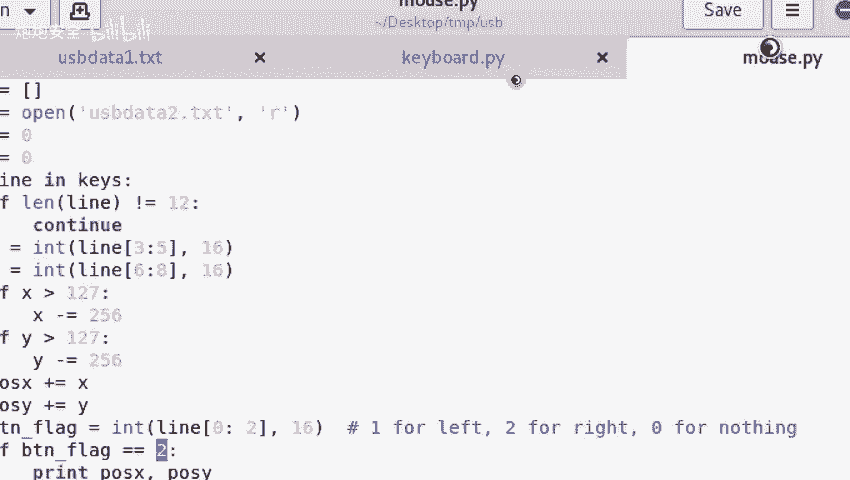 n
mouse.py
Save
~/Desktop/tmp/usb
usbdata1.txt × keyboard.py × mouse.py
= []
= open('usbdata2.txt', 'r')
= 0
= 0
ine in keys:
f len(line) != 12:
continue
= int(line[3:5], 16)
= int(line[6:8], 16)
f x > 127:
x -= 256
f y > 127:
y -= 256
osx += x
osy += y
tn_flag = int(line[0: 2], 16)  # 1 for left, 2 for right, 0 for nothing
f btn_flag == 2:
print posx, posy